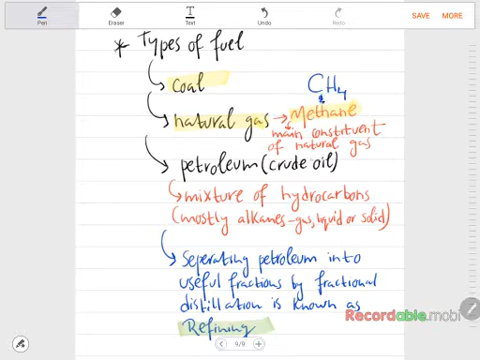 Pen
Eraser
Text
Undo
Redo
SAVE
MORE
* Types of fuel
coal
CH4
natural gas → Methane
main constituent
of natural gas
petroleum (crude oil)
mixture of hydrocarbons
(mostly alkanes - gas, liquid or solid)
Seperating petroleum into
useful fractions by fractional
distillation is known as
Refining
Recordable.mobi
9/9